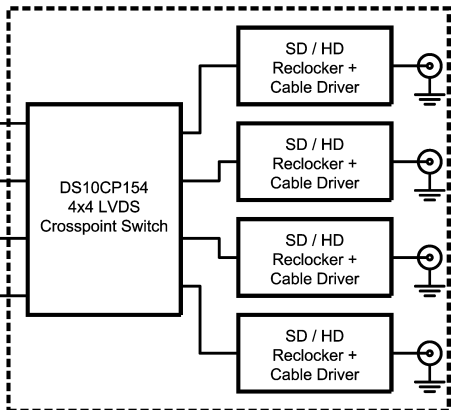 SD / HD
Reclocker +
Cable Driver
SD / HD
Reclocker +
Cable Driver
DS10CP154
4x4 LVDS
Crosspoint Switch
SD / HD
Reclocker +
Cable Driver
SD / HD
Reclocker +
Cable Driver